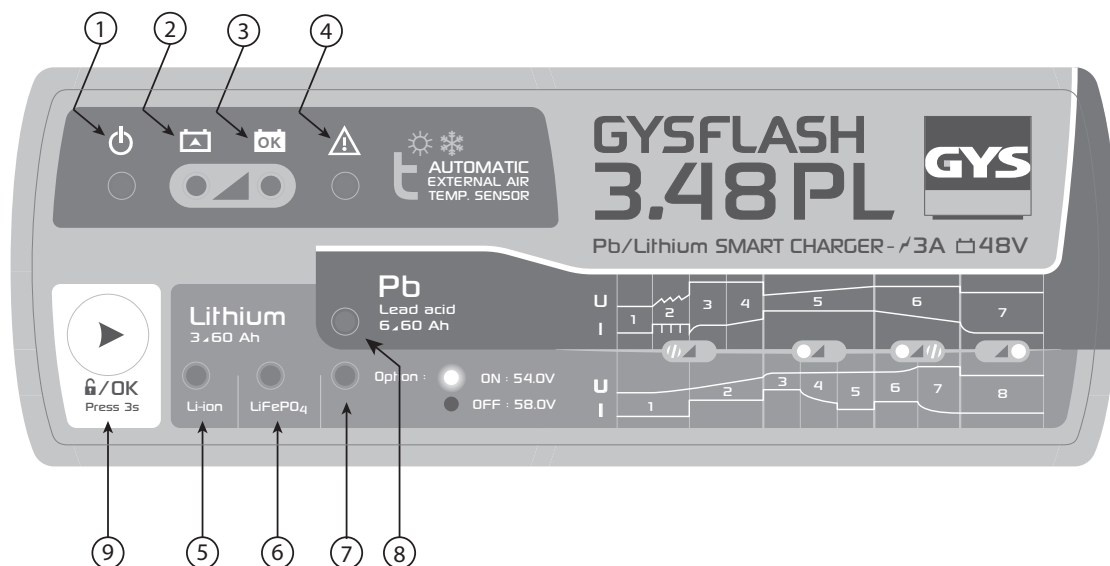 1 2 3 4
OK
t AUTOMATIC
EXTERNAL AIR
TEMP. SENSOR
GYSFLASH
3.48 PL
GYS
Pb/Lithium SMART CHARGER - 3A 48V
/OK
Press 3s
Lithium
3 60 Ah
Li-ion LiFePO4
Pb
Lead acid
6 60 Ah
Option : ON : 54.0V
OFF : 58.0V
U
I
1 2 3 4 5 6 7
U
I
1 2 3 4 5 6 7 8
9 5 6 7 8